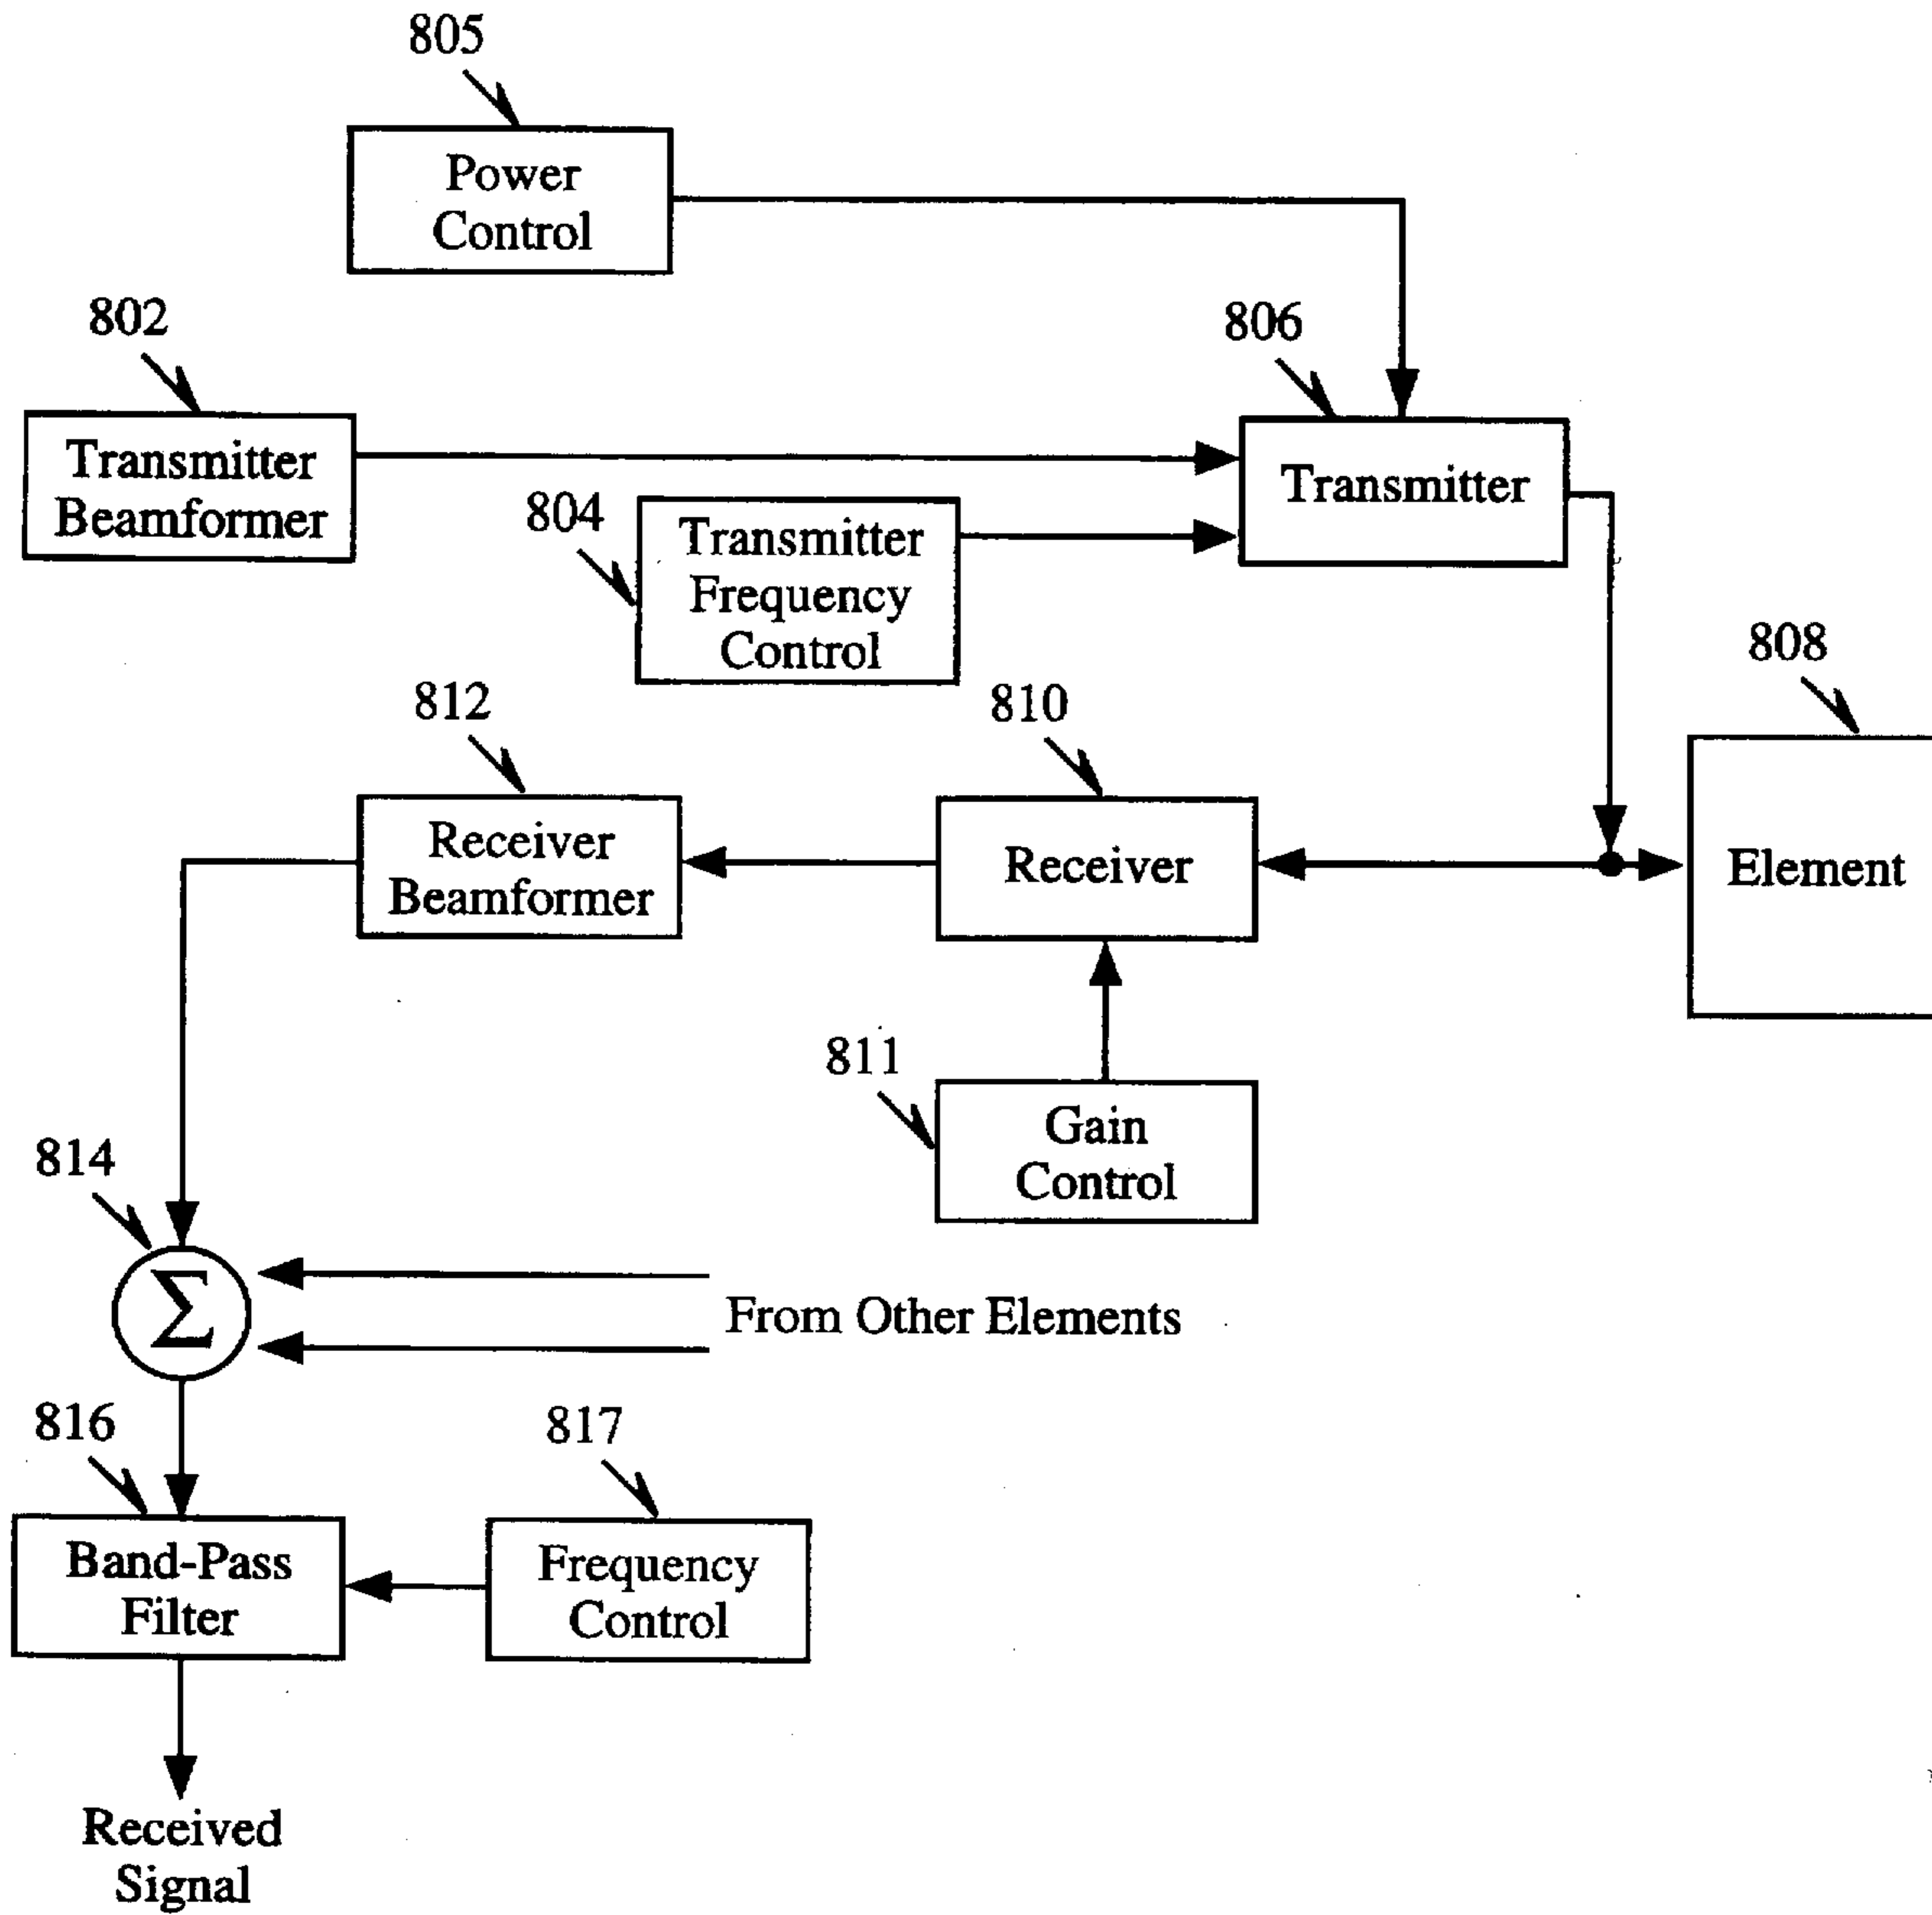 805
Power
Control
802
806
Transmitter
Beamformer
Transmitter
804
Transmitter
Frequency
Control
808
812
810
Receiver
Beamformer
Receiver
Element
811
Gain
Control
814
Σ
From Other Elements
816
817
Band-Pass
Filter
Frequency
Control
Received
Signal